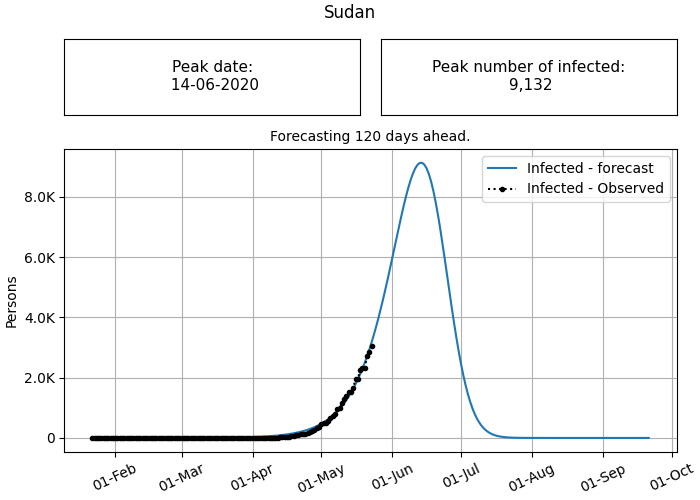 Sudan
Peak date:
14-06-2020
Peak number of infected:
9,132
Forecasting 120 days ahead.
Infected - forecast
Infected - Observed
8.0K
6.0K
4.0K
2.0K
0
Persons
01-Feb
01-Mar
01-Apr
01-May
01-Jun
01-Jul
01-Aug
01-Sep
01-Oct